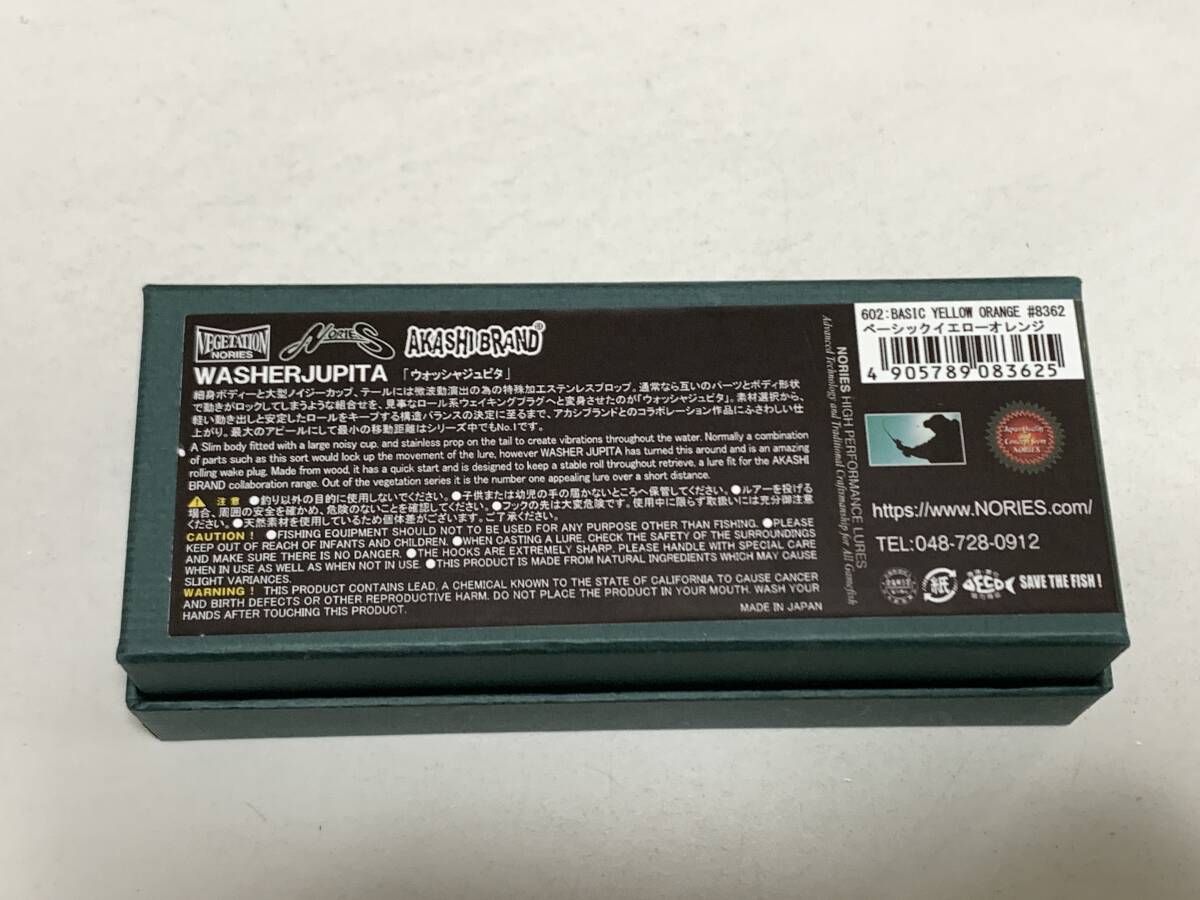 VEGETATION
NORIES
NORIES
AKASHI BRAND®
WASHERJUPITA 「ウォッシャジュピタ」
細身ボディーと大型ノイジーカップ、テールには微波動演出の為の特殊加工ステンレスプロップ。通常なら互いのパーツとボディ形状
で動きがロックしてしまうような組合せを、見事なロール系ウェイキングプラグへと変身させたのが「ウォッシャジュピタ」。素材選択から、
軽い動き出しと安定したロールをキープする構造バランスの決定に至るまで、アカシブランドとのコラボレーション作品にふさわしい仕
上がり。最大のアピールにして最小の移動距離はシリーズ中でもNo.1です。
A Slim body fitted with a large noisy cup. and stainless prop on the tail to create vibrations throughout the water. Normally a combination
of parts such as this sort would lock up the movement of the lure, however WASHER JUPITA has turned this around and is an amazing
rolling wake plug. Made from wood, it has a quick start and is designed to keep a stable roll throughout retrieve, a lure fit for the AKASHI
BRAND collaboration range. Out of the vegetation series it is the number one appealing lure over a short distance.
注意 ●釣り以外の目的に使用しないでください。●子供または幼児の手の届かないところへ保管してください。●ルアーを投げる
場合、周囲の安全を確かめ、危険のないことを確認してください。●フックの先は大変危険です。使用中に限らず取扱いには充分御注意
ください。●天然素材を使用しているため個体差がございます。ご了承ください。
CAUTION! ●FISHING EQUIPMENT SHOULD NOT TO BE USED FOR ANY PURPOSE OTHER THAN FISHING. ●PLEASE
KEEP OUT OF REACH OF INFANTS AND CHILDREN. ●WHEN CASTING A LURE, CHECK THE SAFETY OF THE SURROUNDINGS
AND MAKE SURE THERE IS NO DANGER. ●THE HOOKS ARE EXTREMELY SHARP. PLEASE HANDLE WITH SPECIAL CARE
WHEN IN USE AS WELL AS WHEN NOT IN USE. ●THIS PRODUCT IS MADE FROM NATURAL INGREDIENTS WHICH MAY CAUSE
SLIGHT VARIANCES.
WARNING! THIS PRODUCT CONTAINS LEAD, A CHEMICAL KNOWN TO THE STATE OF CALIFORNIA TO CAUSE CANCER
AND BIRTH DEFECTS OR OTHER REPRODUCTIVE HARM. DO NOT PLACE THE PRODUCT IN YOUR MOUTH. WASH YOUR
HANDS AFTER TOUCHING THIS PRODUCT.
MADE IN JAPAN
NORIES HIGH PERFORMANCE LURES
Advanced Technology and Traditional Craftsmanship for All Gamefish
602:BASIC YELLOW ORANGE #8362
ベーシックイエローオレンジ
4 905789 083625
NORIES
https://www.NORIES.com/
TEL:048-728-0912
紙
SAVE THE FISH!